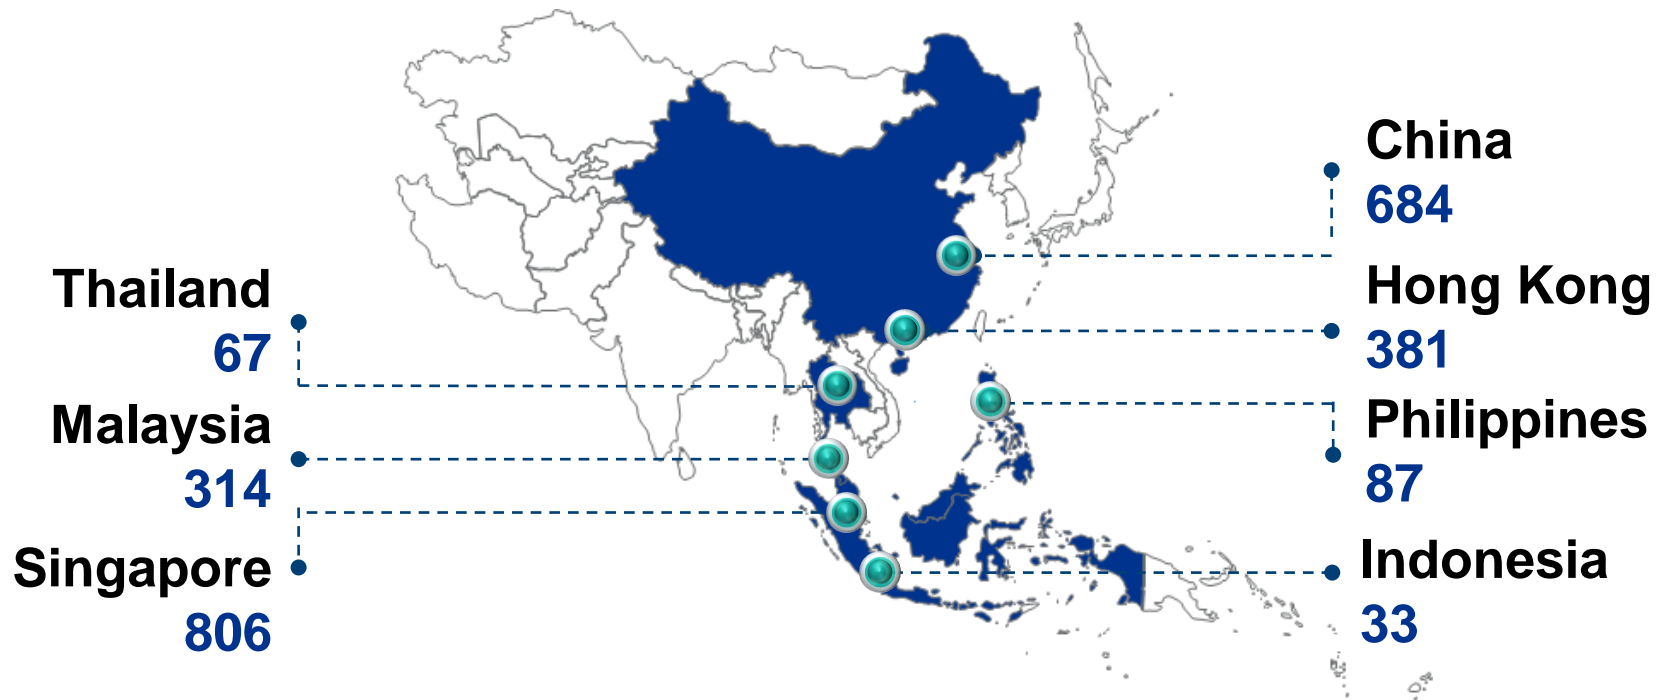 Thailand
67
Malaysia
314
Singapore
806
China
684
Hong Kong
381
Philippines
87
Indonesia
33